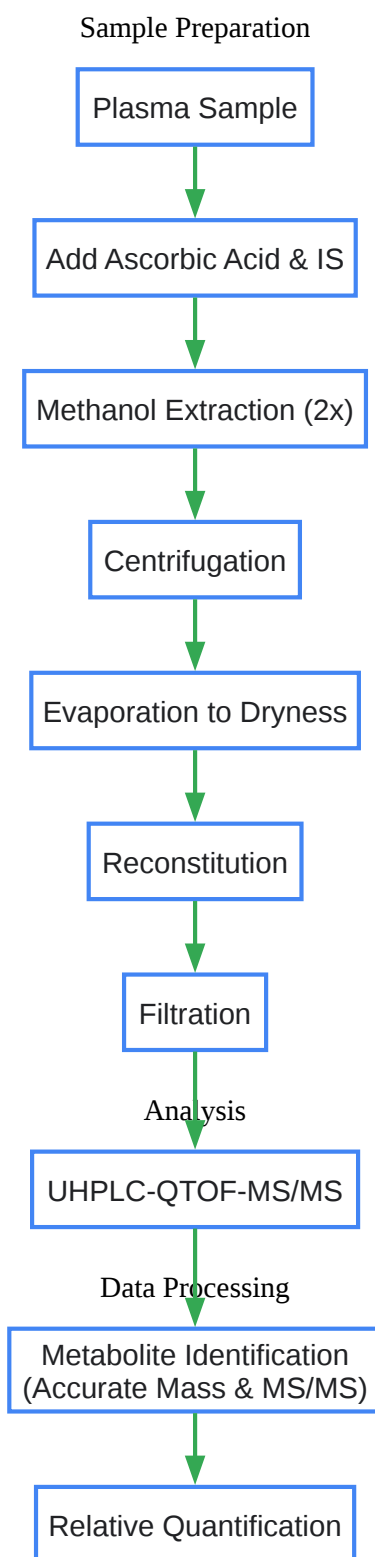 Sample Preparation
Plasma Sample
Add Ascorbic Acid & IS
Methanol Extraction (2x)
Centrifugation
Evaporation to Dryness
Reconstitution
Filtration
Analysis
UHPLC-QTOF-MS/MS
Data Processing
Metabolite Identification
(Accurate Mass & MS/MS)
Relative Quantification